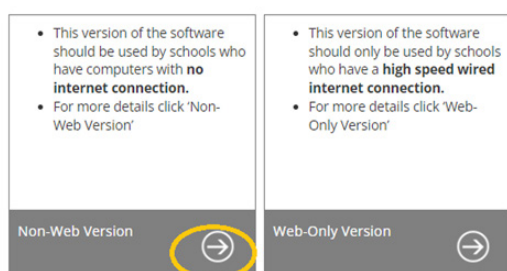 • This version of the software
should be used by schools who
have computers with no
internet connection.
• For more details click ‘Non-
Web Version’
Non-Web Version
• This version of the software
should only be used by schools
who have a high speed wired
internet connection.
• For more details click ‘Web-
Only Version’
Web-Only Version